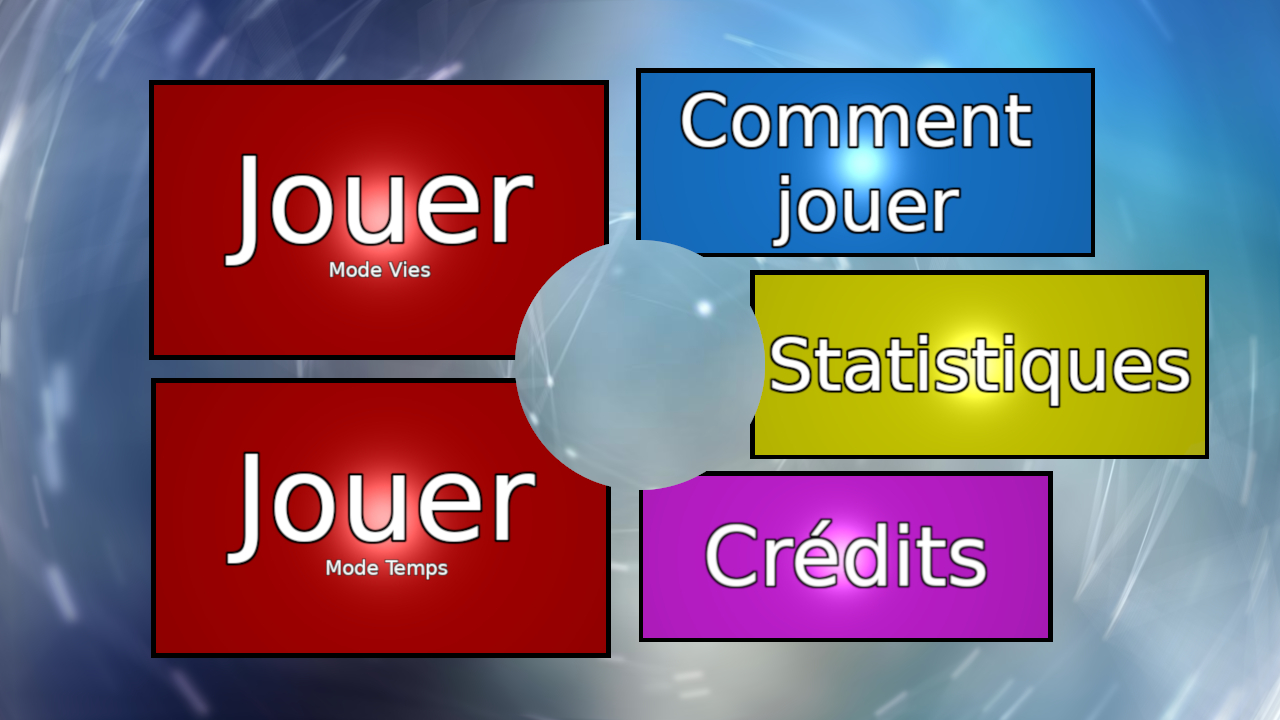 Jouer
Mode Vies
Jouer
Mode Temps
Comment
jouer
Statistiques
Crédits